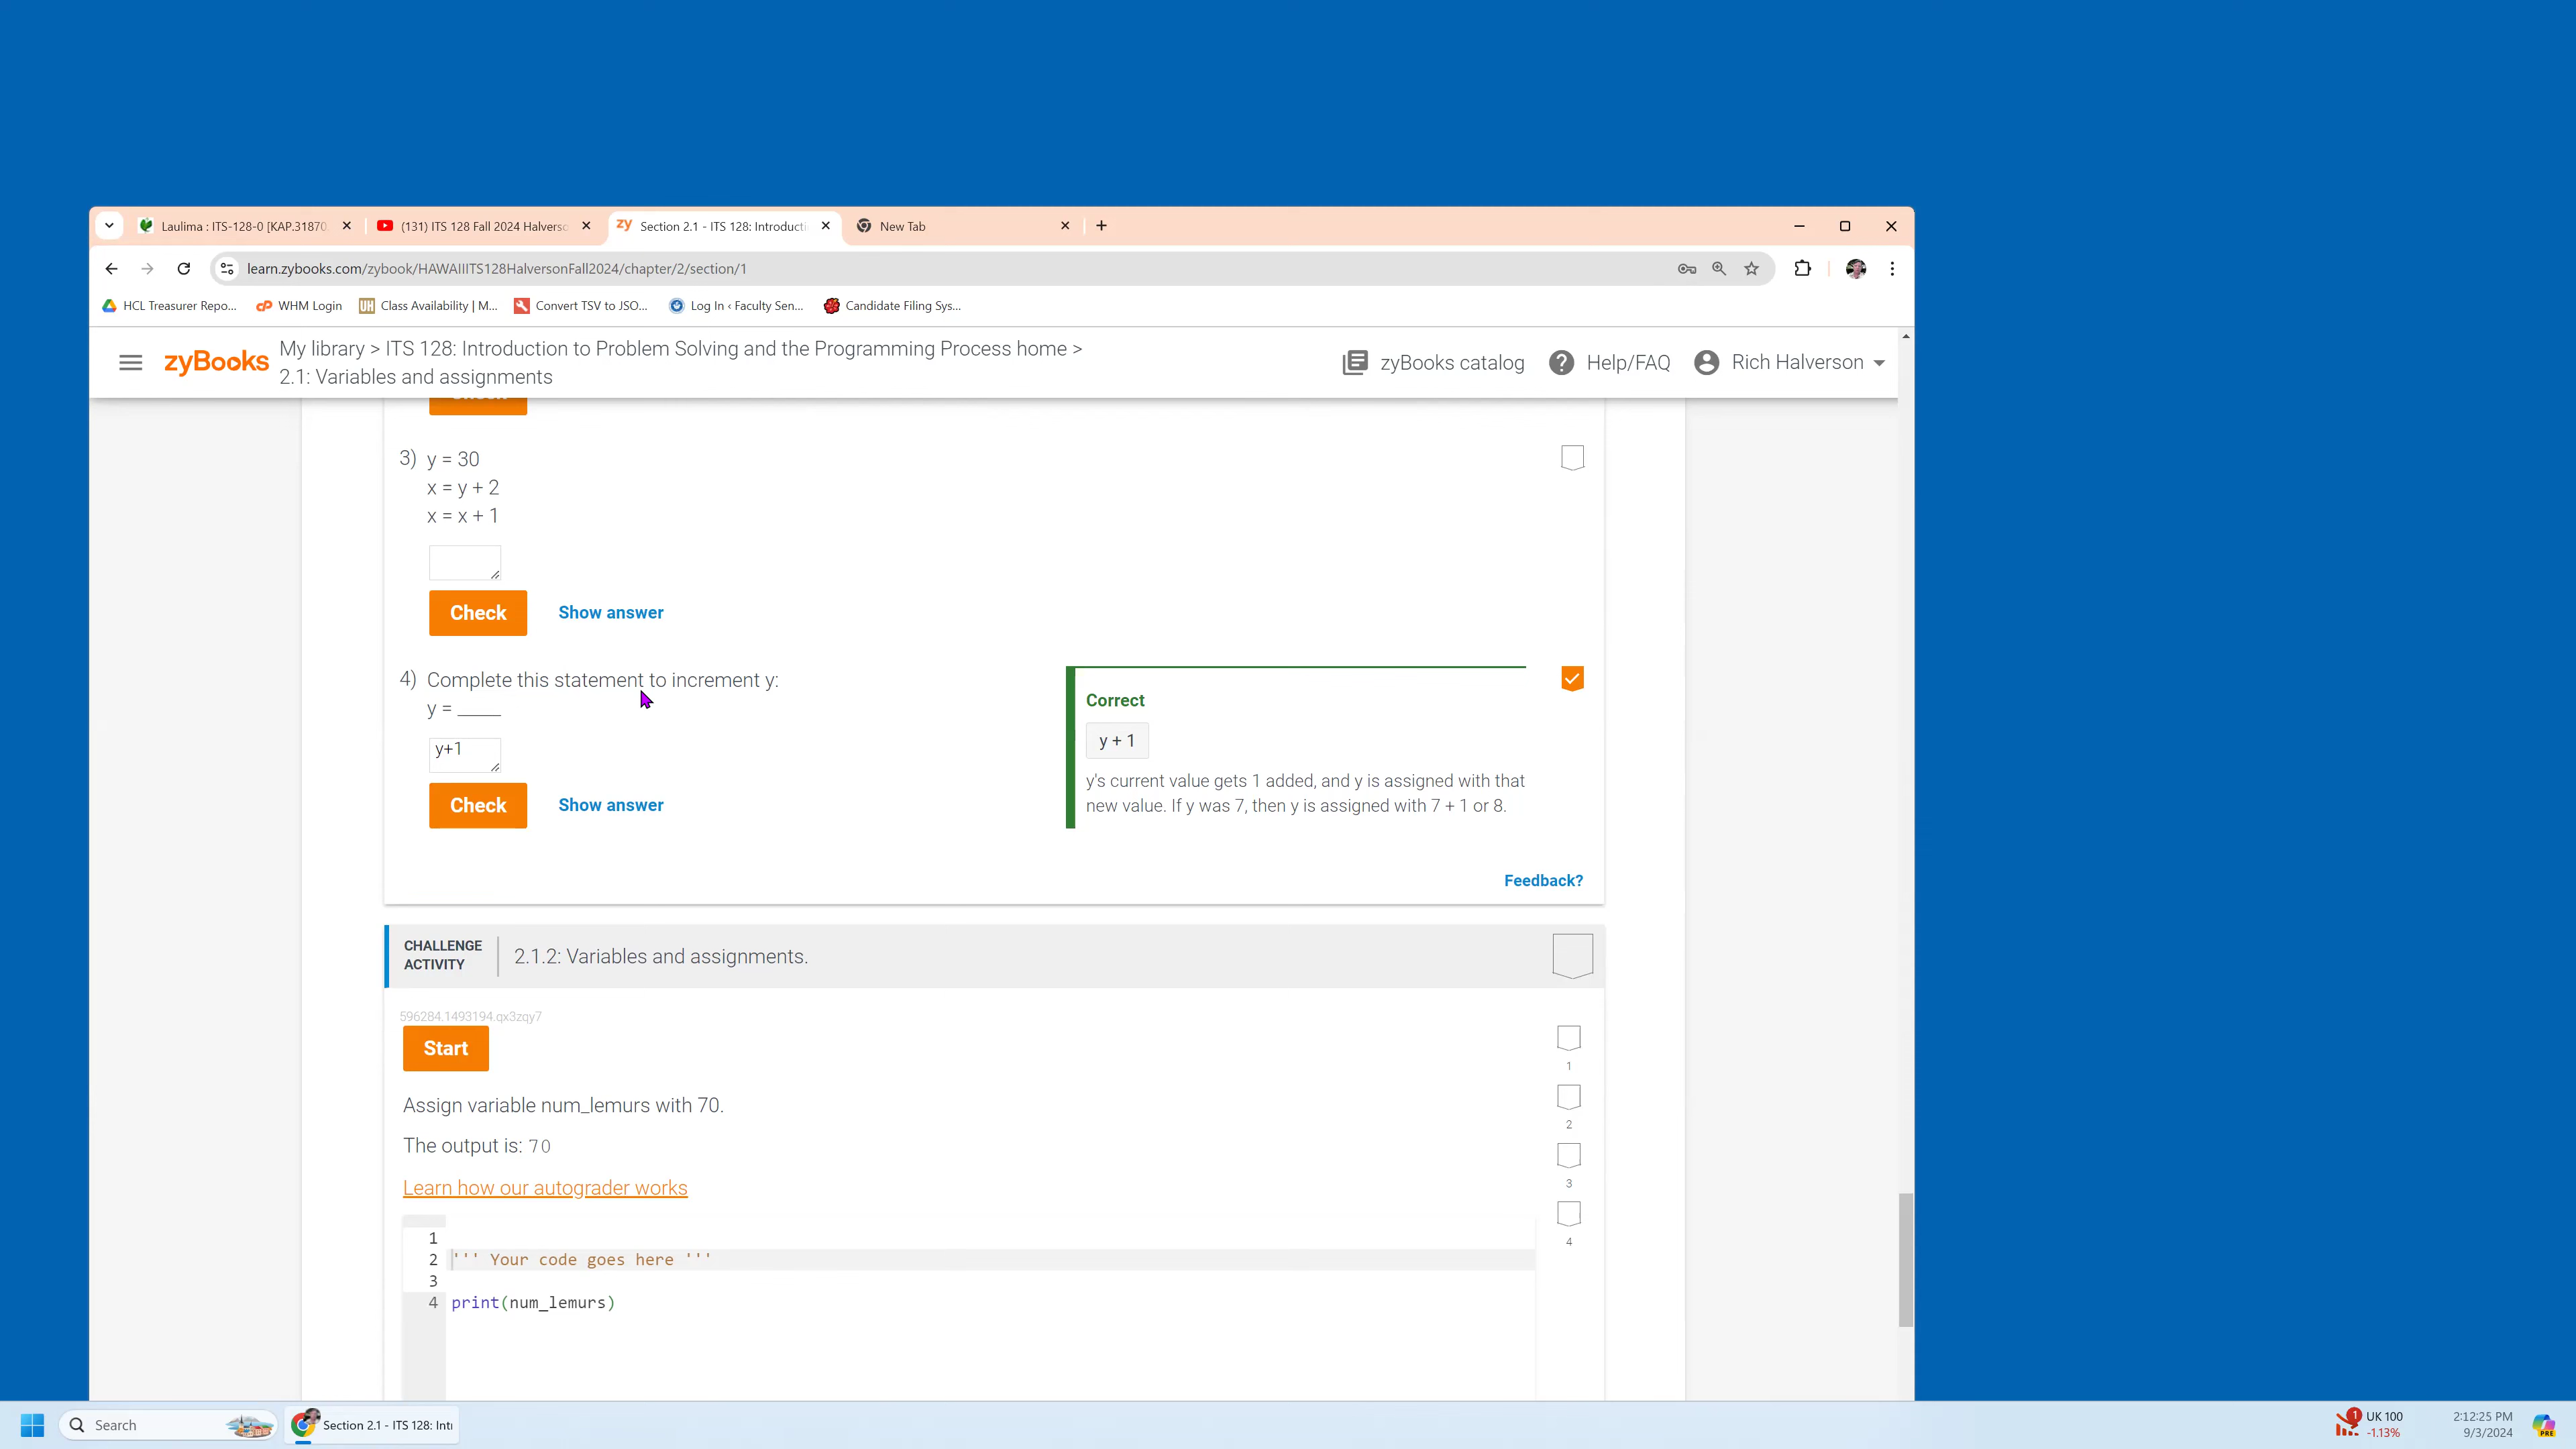 Laulima : ITS-128-0 [KAP.31870
(131) ITS 128 Fall 2024 Halverso
zy Section 2.1 - ITS 128: Introducti
New Tab
learn.zybooks.com/zybook/HAWAIIITS128HalversonFall2024/chapter/2/section/1
HCL Treasurer Repo...
WHM Login
Class Availability | M...
Convert TSV to JSO...
Log In ‹ Faculty Sen...
Candidate Filing Sys...
zyBooks
My library > ITS 128: Introduction to Problem Solving and the Programming Process home >
2.1: Variables and assignments
zyBooks catalog
Help/FAQ
Rich Halverson
Check
3) y = 30
x = y + 2
x = x + 1
Check
Show answer
4) Complete this statement to increment y:
y = _____
y+1
Check
Show answer
Correct
y + 1
y's current value gets 1 added, and y is assigned with that
new value. If y was 7, then y is assigned with 7 + 1 or 8.
Feedback?
CHALLENGE
ACTIVITY
2.1.2: Variables and assignments.
596284.1493194.qx3zqy7
Start
Assign variable num_lemurs with 70.
The output is: 70
Learn how our autograder works
1
2 ''' Your code goes here '''
3
4 print(num_lemurs)
1
2
3
4
Search
Section 2.1 - ITS 128: Int
1
UK 100
-1.13%
2:12:25 PM
9/3/2024
PRE